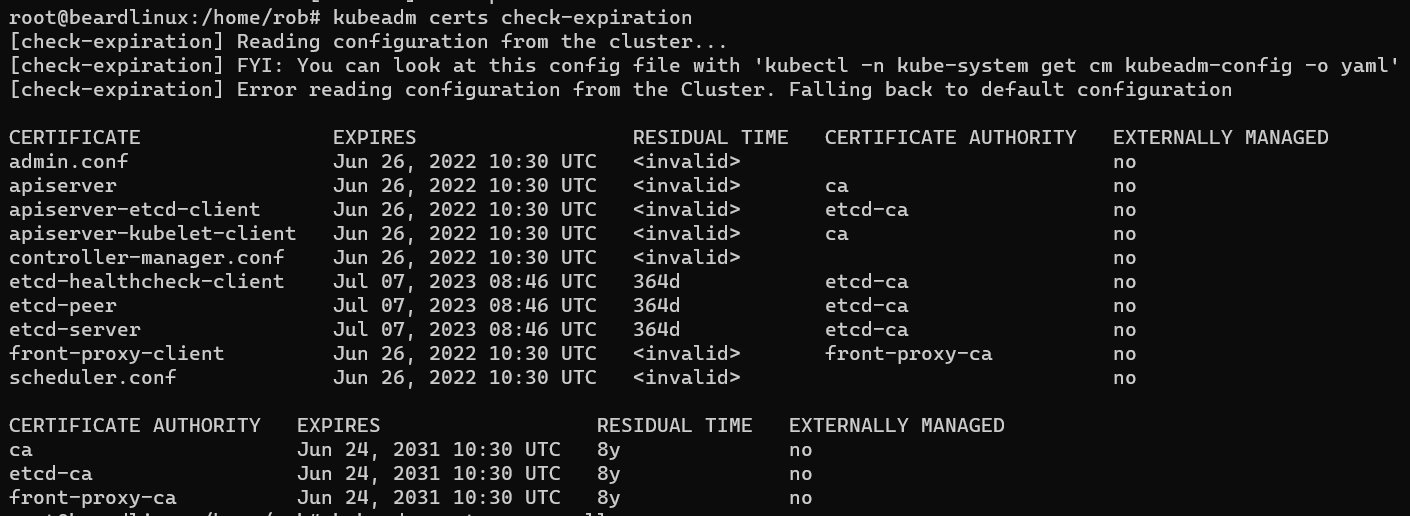 root@beardlinux:/home/rob# kubeadm certs check-expiration
[check-expiration] Reading configuration from the cluster...
[check-expiration] FYI: You can look at this config file with 'kubectl -n kube-system get cm kubeadm-config -o yaml'
[check-expiration] Error reading configuration from the Cluster. Falling back to default configuration
CERTIFICATE EXPIRES RESIDUAL TIME CERTIFICATE AUTHORITY EXTERNALLY MANAGED
admin.conf Jun 26, 2022 10:30 UTC <invalid> no
apiserver Jun 26, 2022 10:30 UTC <invalid> ca no
apiserver-etcd-client Jun 26, 2022 10:30 UTC <invalid> etcd-ca no
apiserver-kubelet-client Jun 26, 2022 10:30 UTC <invalid> ca no
controller-manager.conf Jun 26, 2022 10:30 UTC <invalid> no
etcd-healthcheck-client Jul 07, 2023 08:46 UTC 364d etcd-ca no
etcd-peer Jul 07, 2023 08:46 UTC 364d etcd-ca no
etcd-server Jul 07, 2023 08:46 UTC 364d etcd-ca no
front-proxy-client Jun 26, 2022 10:30 UTC <invalid> front-proxy-ca no
scheduler.conf Jun 26, 2022 10:30 UTC <invalid> no
CERTIFICATE AUTHORITY EXPIRES RESIDUAL TIME EXTERNALLY MANAGED
ca Jun 24, 2031 10:30 UTC 8y no
etcd-ca Jun 24, 2031 10:30 UTC 8y no
front-proxy-ca Jun 24, 2031 10:30 UTC 8y no